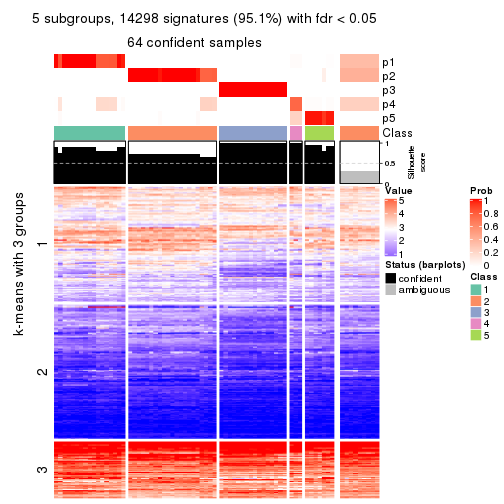 5 subgroups, 14298 signatures (95.1%) with fdr < 0.05
64 confident samples
p1
p2
p3
p4
p5
Class
1
0.5
0
Silhouette
score
k-means with 3 groups
1
2
3
Value
5
4
3
2
1
Status (barplots)
confident
ambiguous
Prob
1
0.8
0.6
0.4
0.2
0
Class
1
2
3
4
5